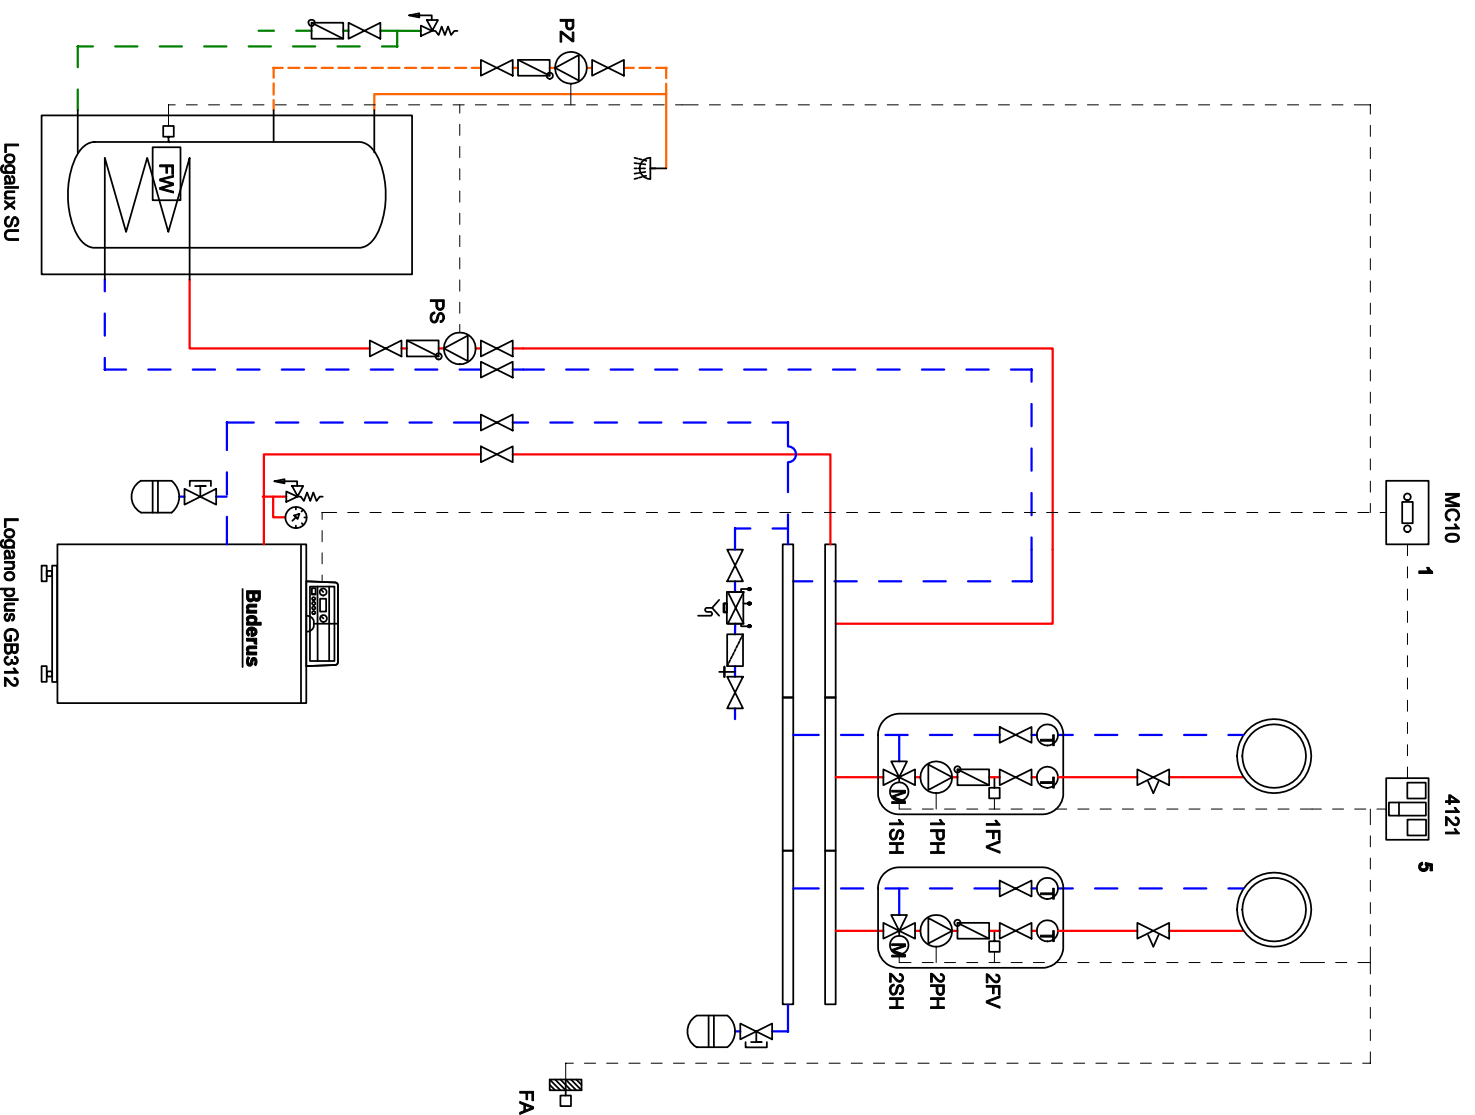 MC10
1
4121
5
PZ
FW
Logalux SU
PS
Buderus
Logano plus GB312
T
T
M
1SH
1PH
1FV
T
T
M
2SH
2PH
2FV
FA